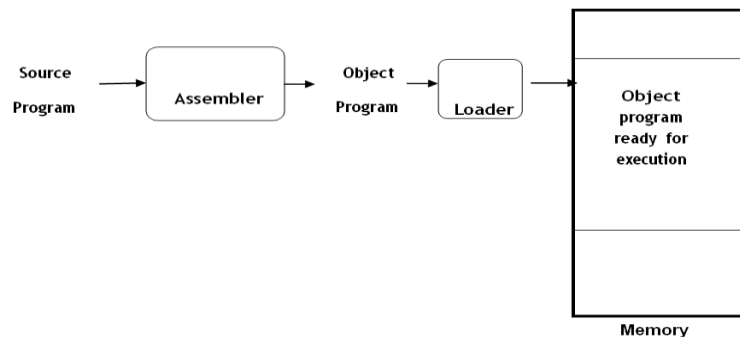 Source
Program
Assembler
Object
Program
Loader
Object
program
ready for
execution
Memory